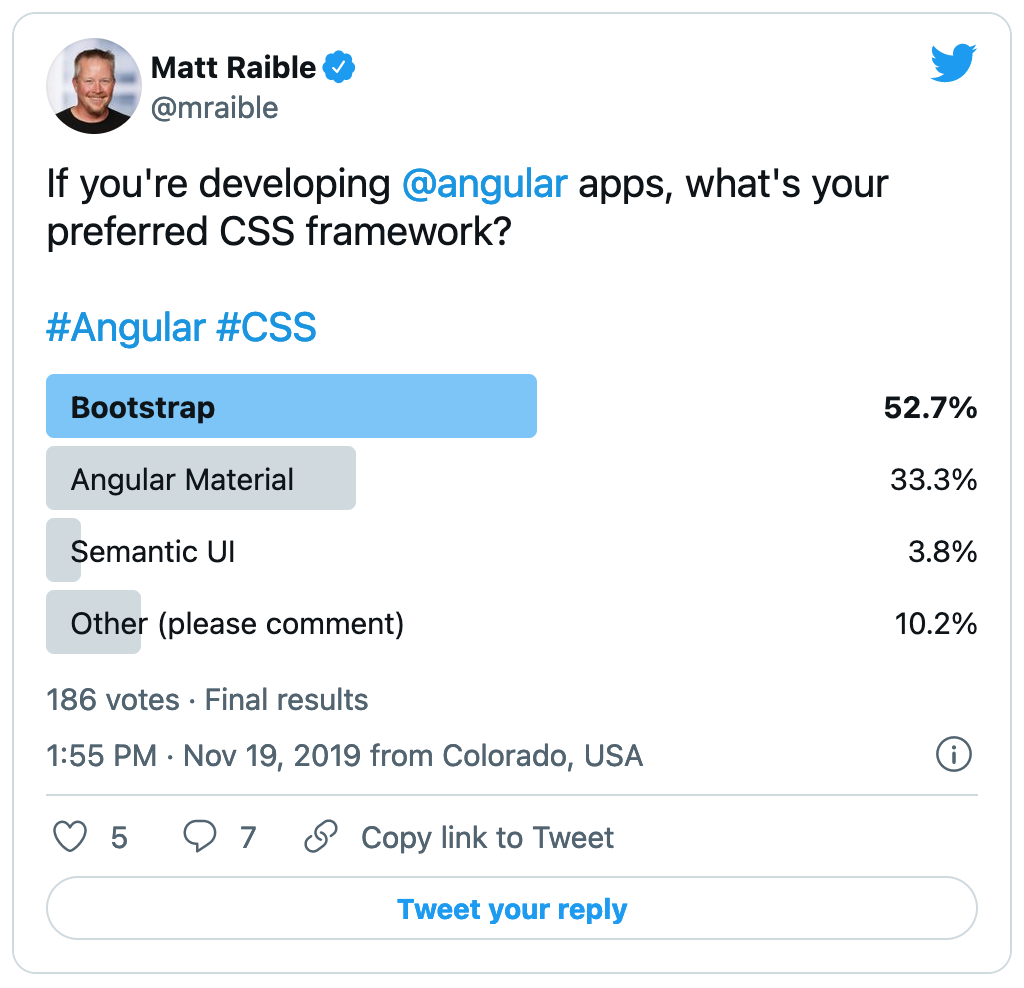 Matt Raible
@mraible
If you're developing @angular apps, what's your
preferred CSS framework?
#Angular #CSS
Bootstrap 52.7%
Angular Material 33.3%
Semantic UI 3.8%
Other (please comment) 10.2%
186 votes · Final results
1:55 PM · Nov 19, 2019 from Colorado, USA
5 7 Copy link to Tweet
Tweet your reply